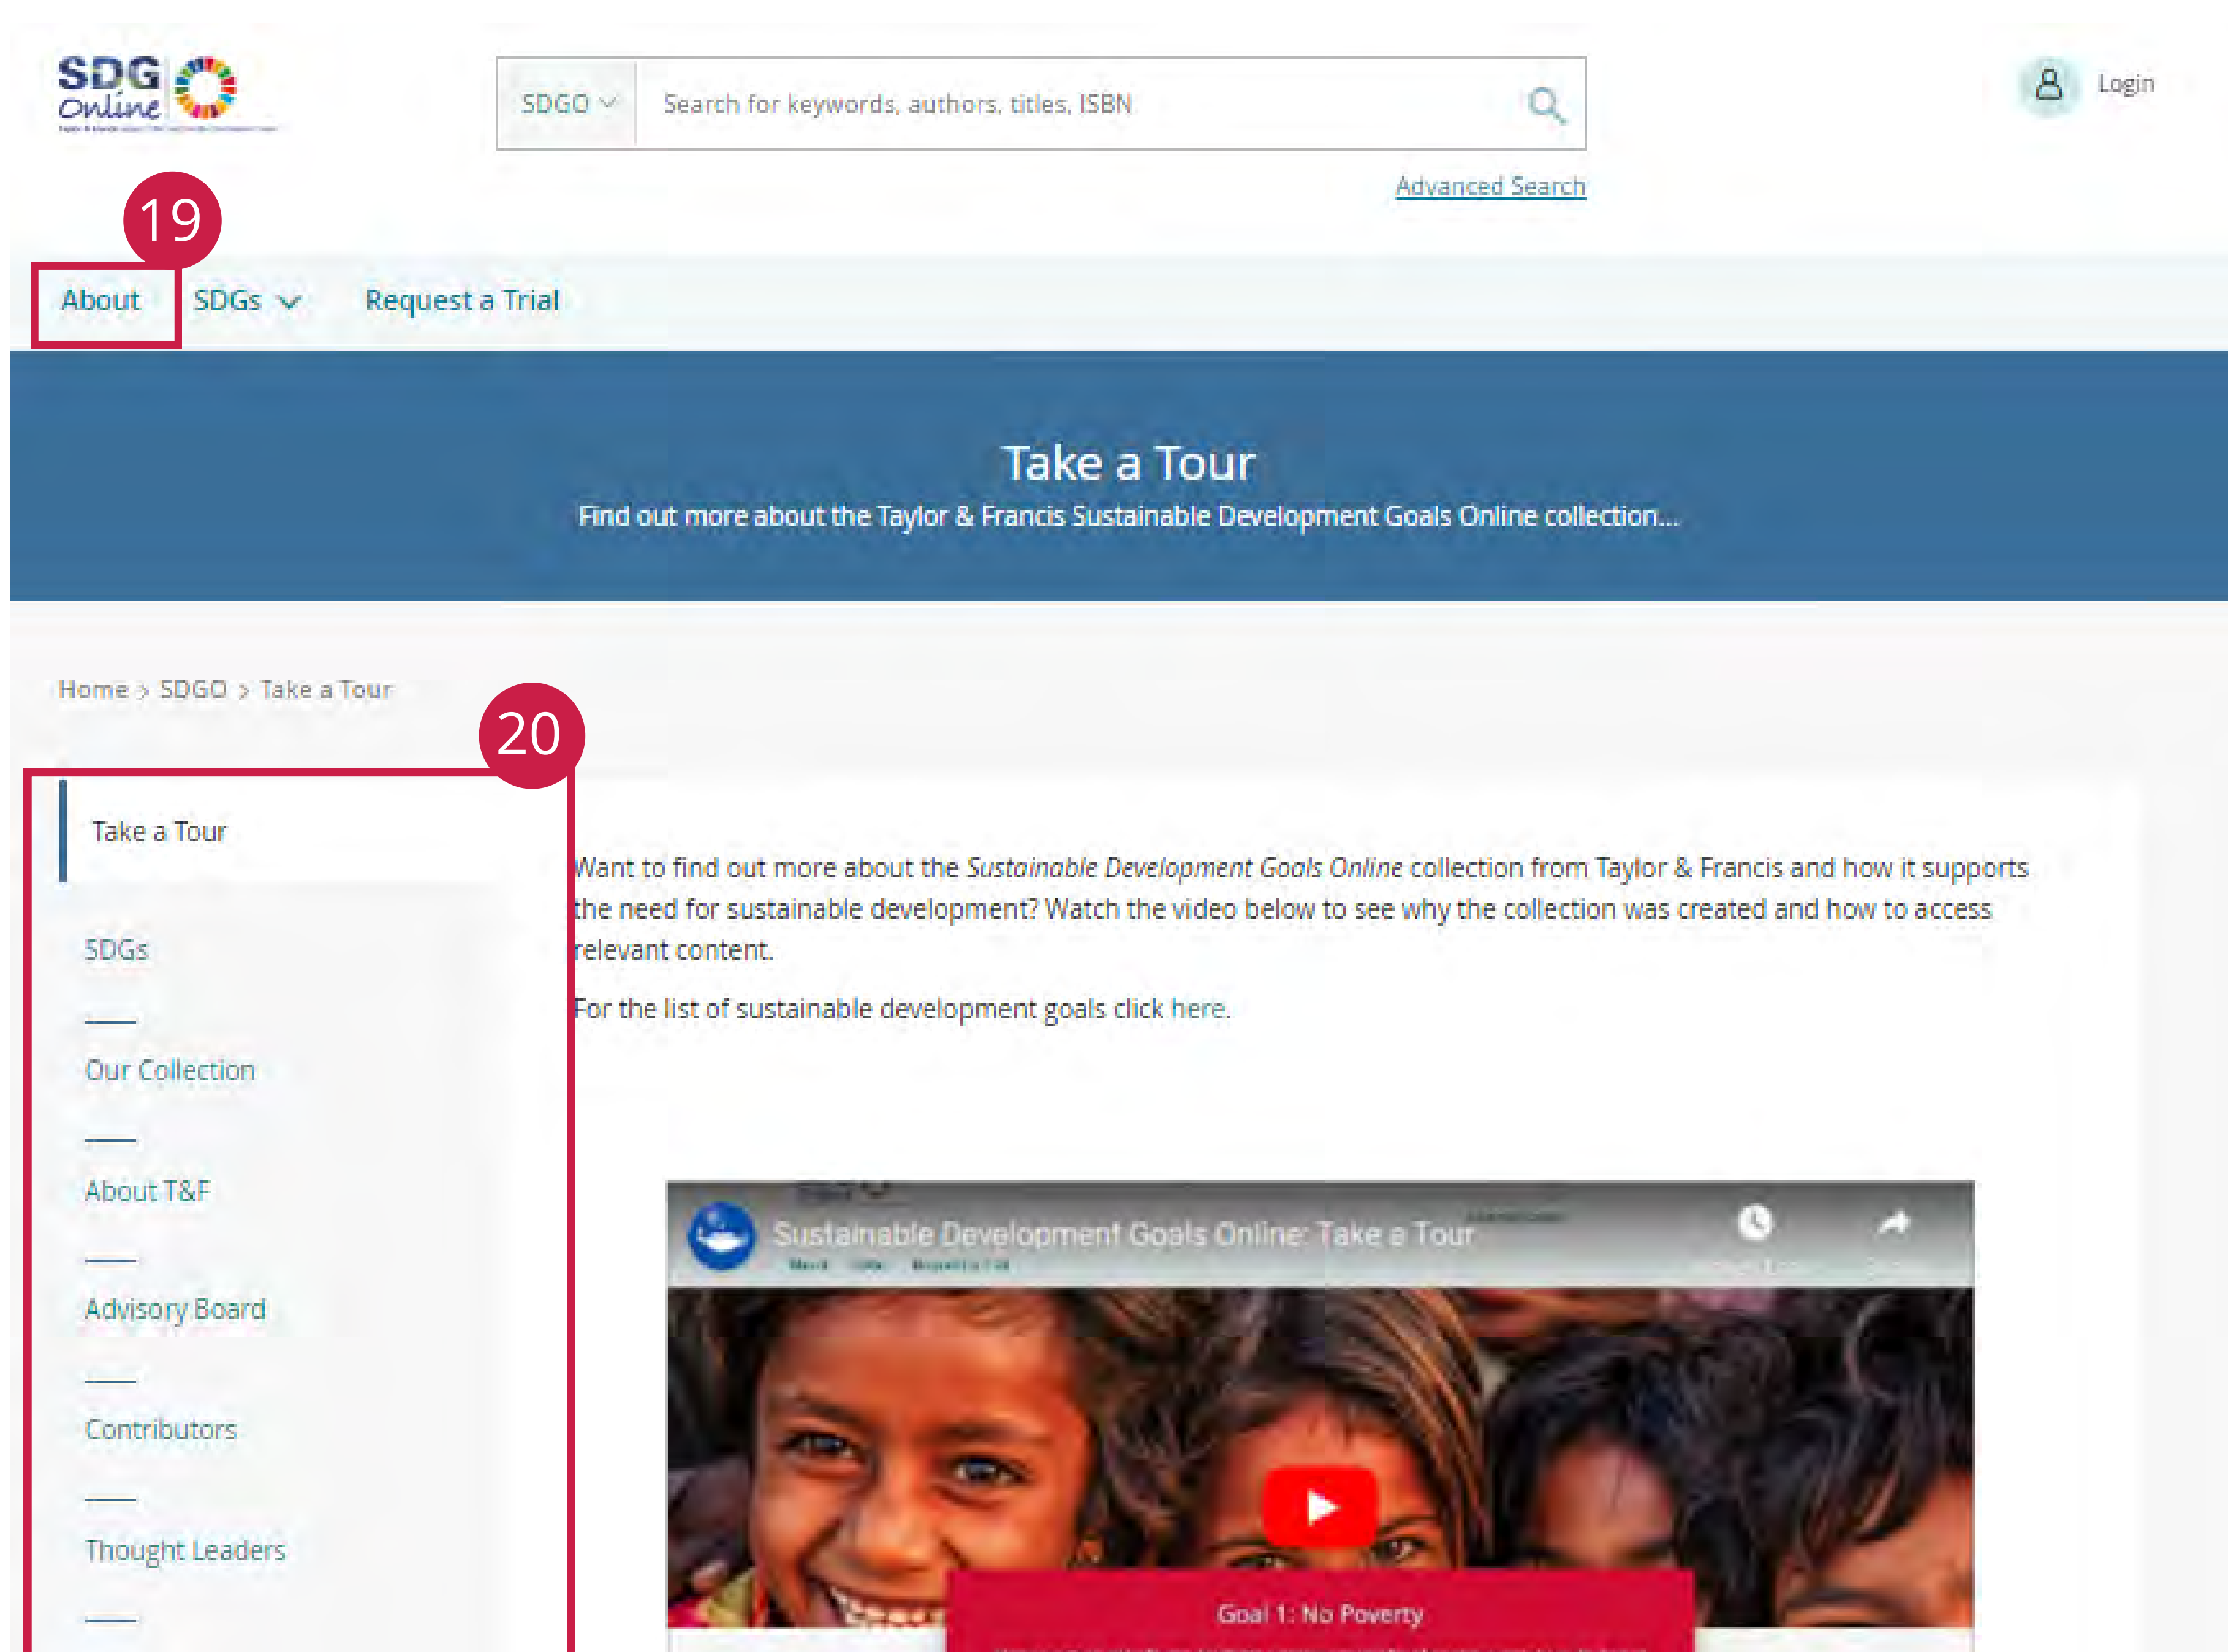 SDG
Online
SDGO
Search for keywords, authors, titles, ISBN
Login
Advanced Search
19
About
SDGs
Request a Trial
Take a Tour
Find out more about the Taylor & Francis Sustainable Development Goals Online collection...
Home > SDGO > Take a Tour
20
Take a Tour
SDGs
Our Collection
About T&F
Advisory Board
Contributors
Thought Leaders
Want to find out more about the Sustainable Development Goals Online collection from Taylor & Francis and how it supports
the need for sustainable development? Watch the video below to see why the collection was created and how to access
relevant content.
For the list of sustainable development goals click here.
Sustainable Development Goals Online: Take a Tour
Goal 1: No Poverty